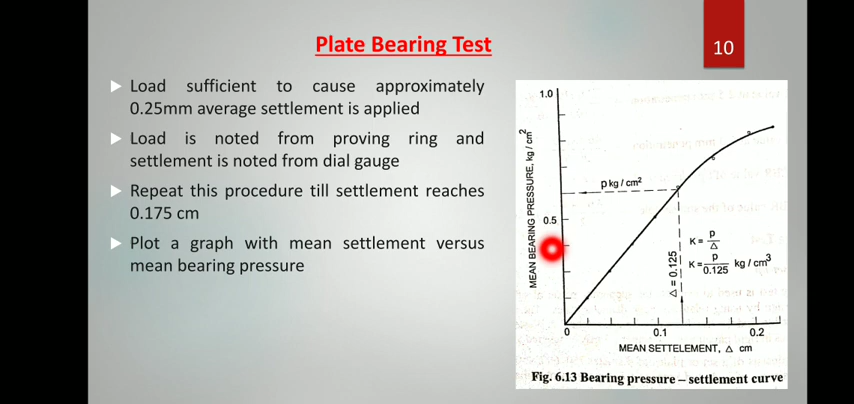 Plate Bearing Test
10
Load sufficient to cause approximately
0.25mm average settlement is applied
Load is noted from proving ring and
settlement is noted from dial gauge
Repeat this procedure till settlement reaches
0.175 cm
Plot a graph with mean settlement versus
mean bearing pressure
1.0
MEAN BEARING PRESSURE, kg / cm²
p kg / cm²
0.5
Δ = 0.125
K = p/Δ
K = p/0.125 kg / cm³
0
0.1
0.2
MEAN SETTELEMENT, Δ cm
Fig. 6.13 Bearing pressure – settlement curve